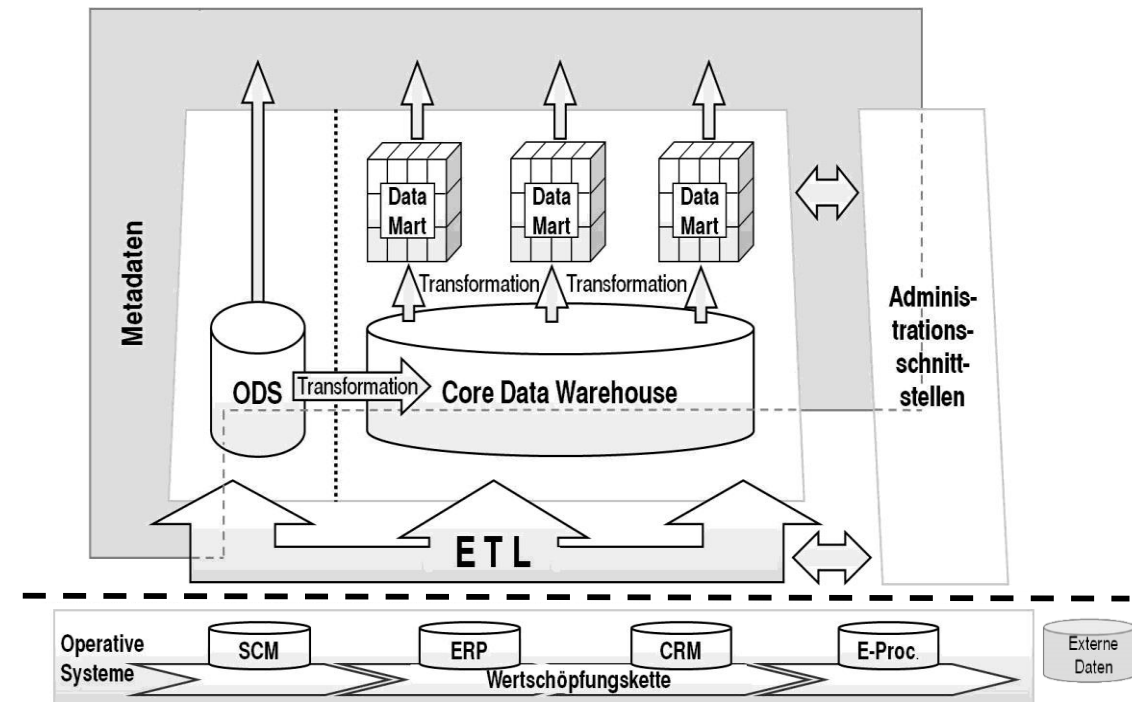 Metadaten
Data
Mart
Data
Mart
Data
Mart
Transformation
Transformation
ODS
Transformation
Core Data Warehouse
Adminis-
trations-
schnitt-
stellen
ETL
Operative
Systeme
SCM
ERP
CRM
E-Proc.
Wertschöpfungskette
Externe
Daten